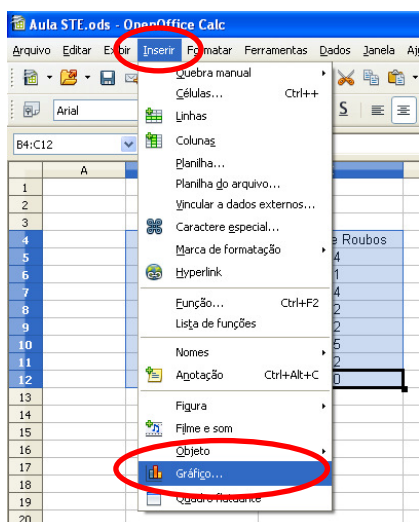 Aula STE.ods - OpenOffice Calc
Arquivo Editar Exibir Inserir Formatar Ferramentas Dados Janela Aj
Arial
S
B4:C12
A
Quebra manual
Células... Ctrl++
Linhas
Colunas
Planilha...
Planilha do arquivo...
Vincular a dados externos...
Caractere especial...
Marca de formatação
Hyperlink
Função... Ctrl+F2
Lista de funções
Nomes
Anotação Ctrl+Alt+C
Figura
Filme e som
Objeto
Gráfico...
Quadro flutuante
1
2
3
4 e Roubos
5 4
6 1
7 4
8 2
9 2
10 5
11 2
12 0
13
14
15
16
17
18
19
20